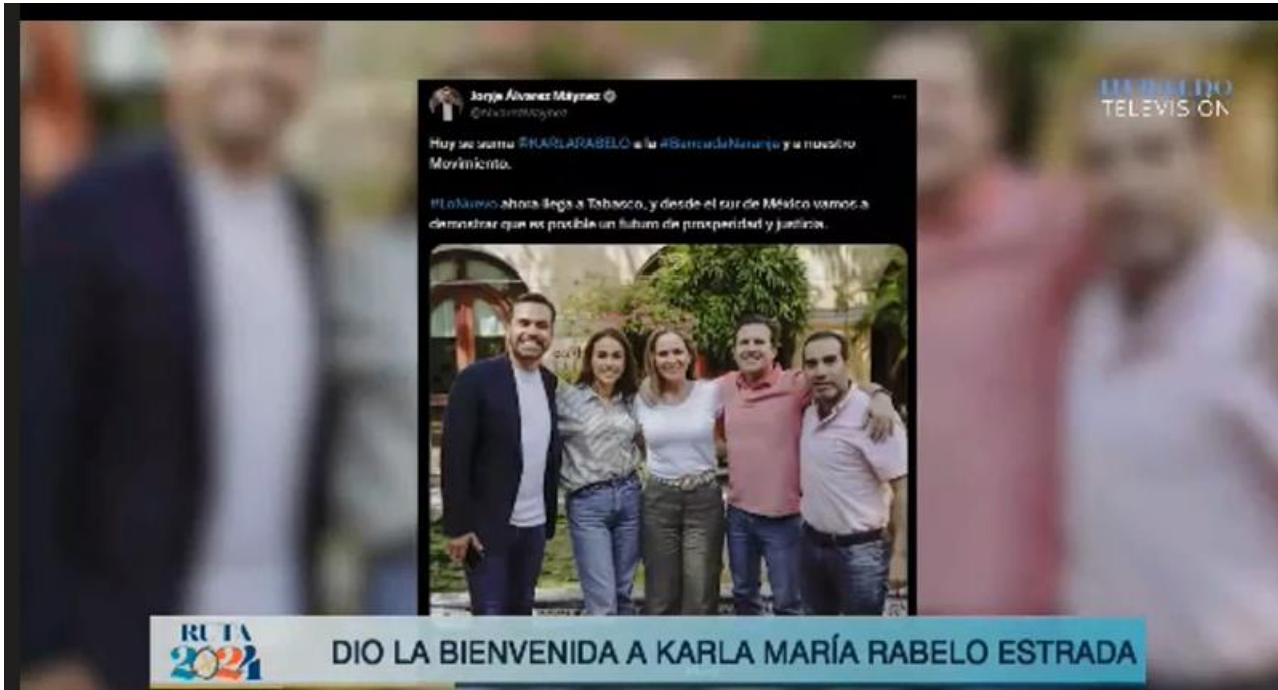 Jorge Álvarez Máynez
@AlvarezMaynez
Hoy se suma @KARLARABELO a la #BancadaNaranja y a nuestro
Movimiento.
#LoNuevo ahora llega a Tabasco, y desde el sur de México vamos a
demostrar que es posible un futuro de prosperidad y justicia.
HERALDO
TELEVISIÓN
RUTA
2024
DIO LA BIENVENIDA A KARLA MARÍA RABELO ESTRADA